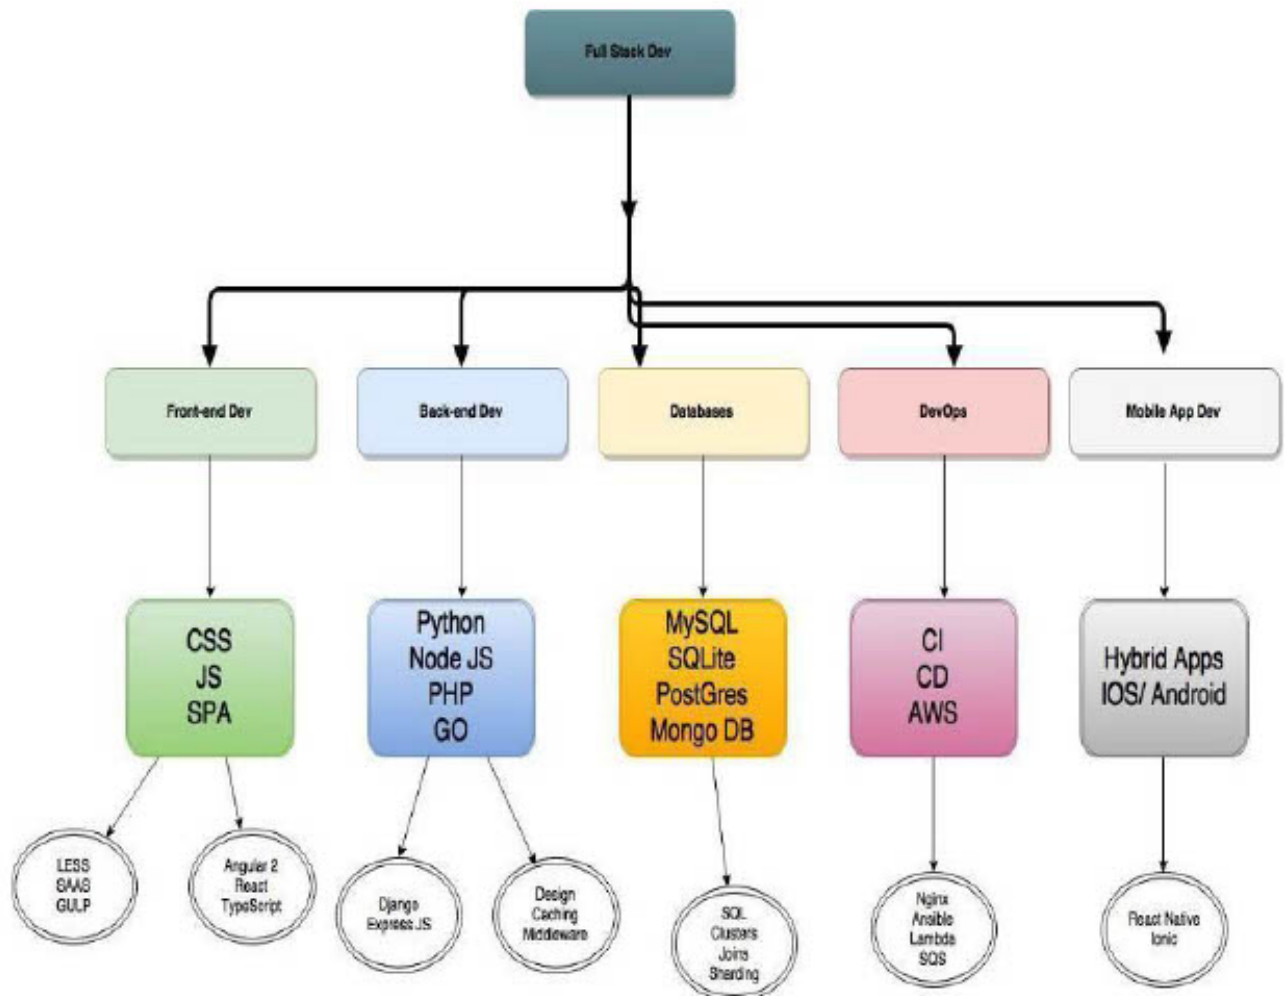 Full Stack Dev
Front-end Dev
Back-end Dev
Databases
DevOps
Mobile App Dev
CSS
JS
SPA
Python
Node JS
PHP
GO
MySQL
SQLite
PostGres
Mongo DB
CI
CD
AWS
Hybrid Apps
IOS/ Android
LESS
SAAS
GULP
Angular 2
React
TypeScript
Django
Express JS
Design
Caching
Middleware
SQL
Clusters
Joins
Sharding
Nginx
Ansible
Lambda
SQS
React Native
Ionic